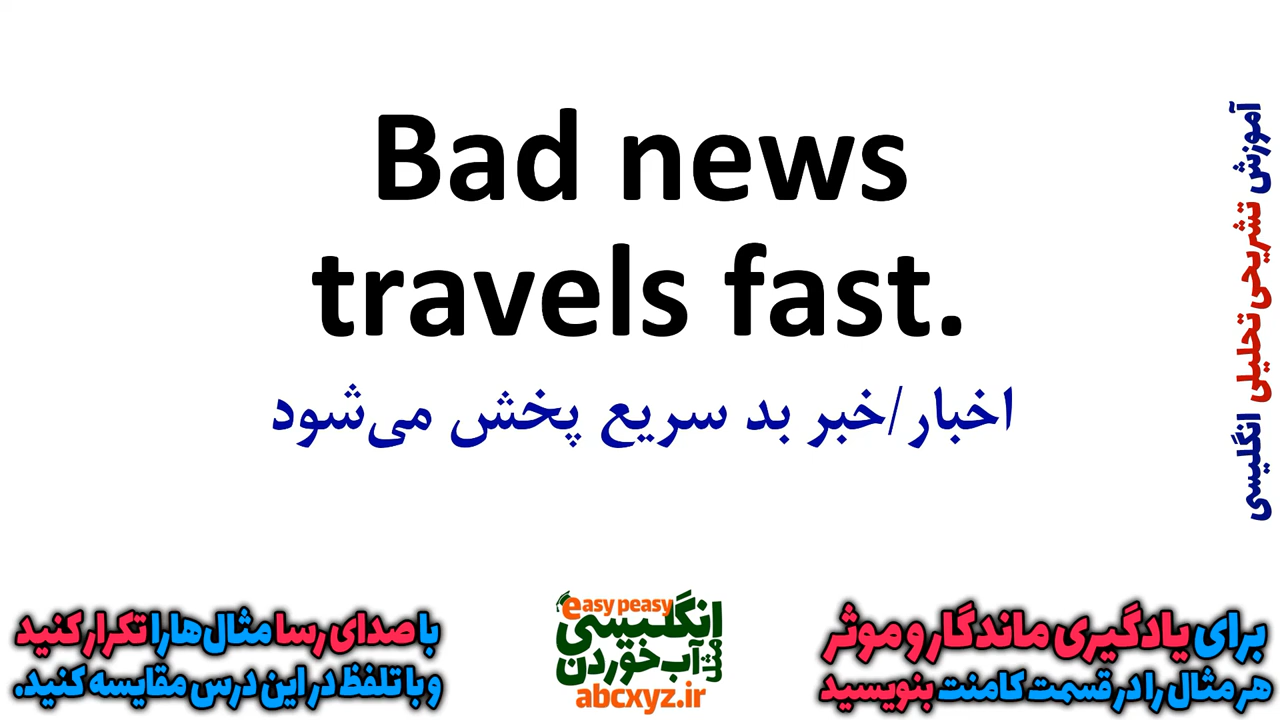 Bad news
travels fast.
اخبار/خبر بد سریع پخش می‌شود
آموزش تشریحی تحلیلی انگلیسی
برای یادگیری ماندگار و موثر
هر مثال را در قسمت کامنت بنویسید
easy peasy
انگلیسی
مثل آب خوردن
abcxyz.ir
با صدای رسا مثال‌ها را تکرار کنید
و با تلفظ در این درس مقایسه کنید.